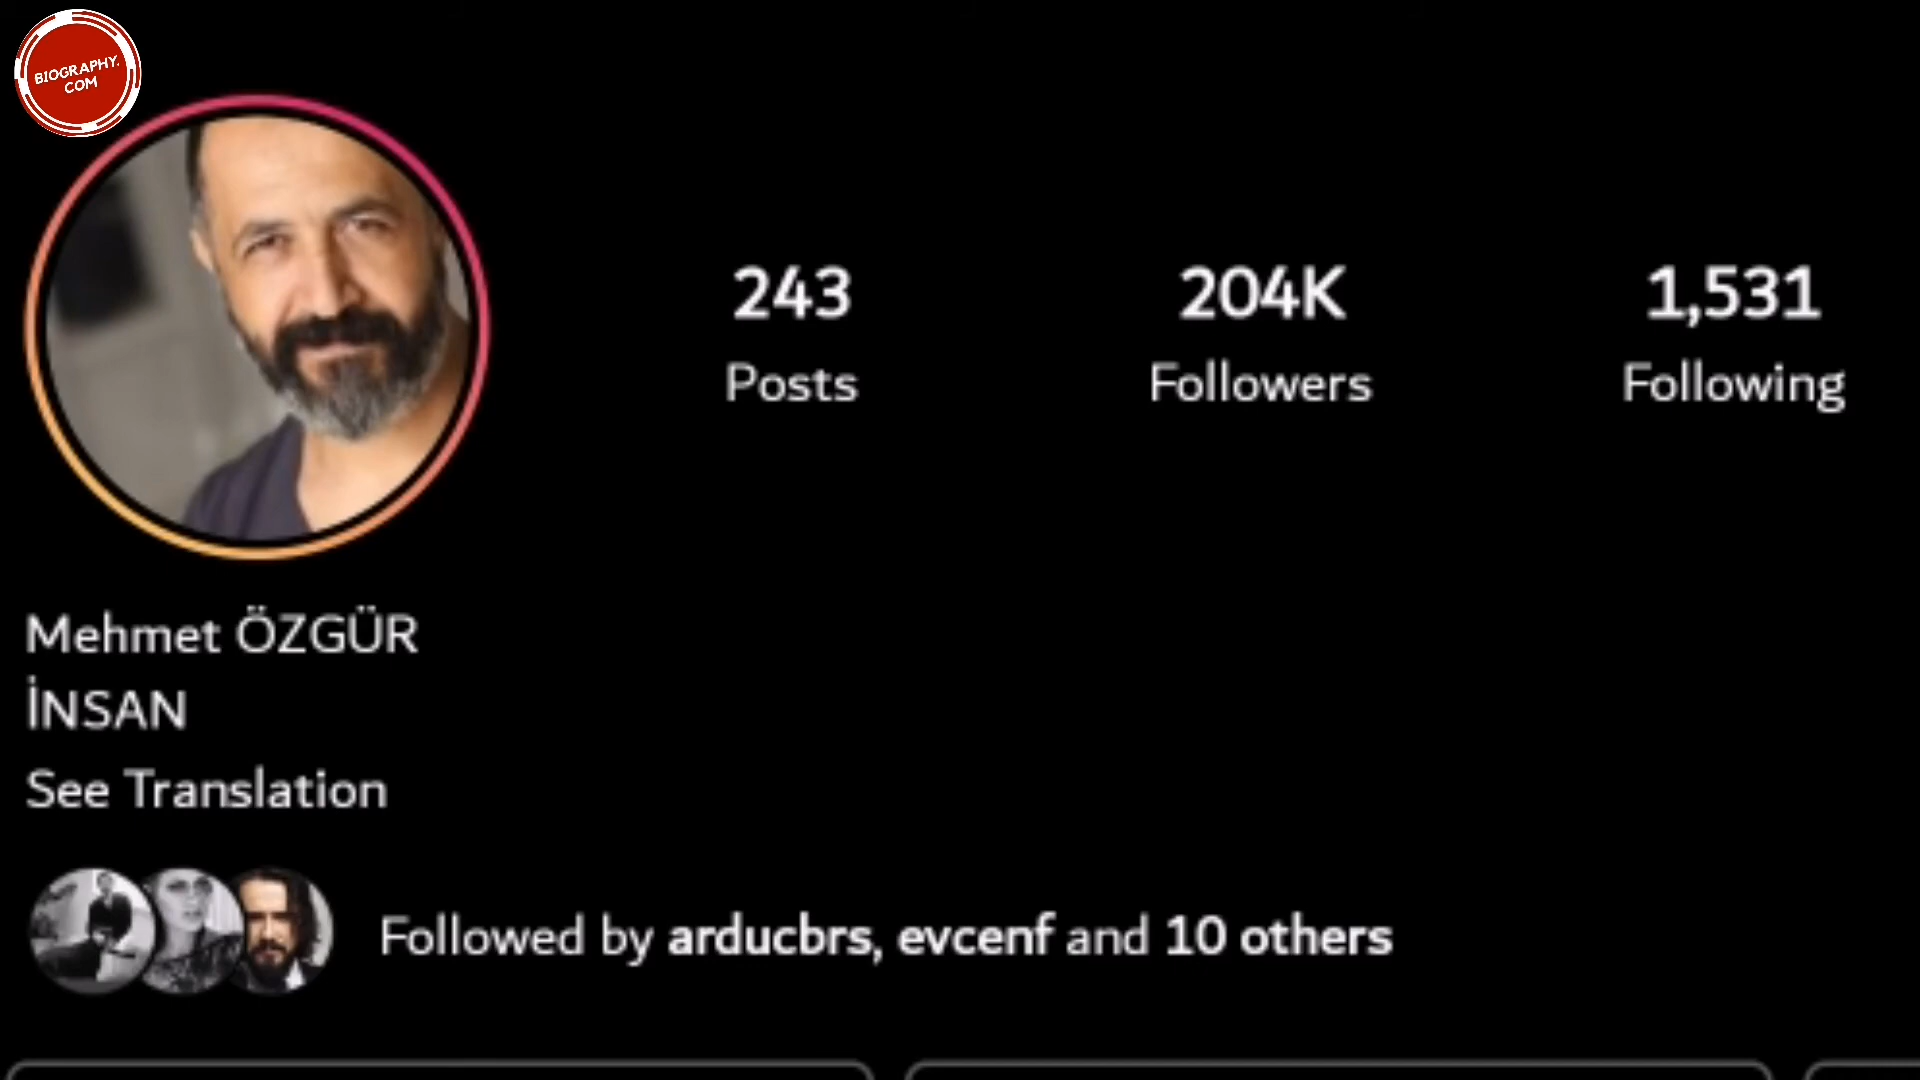 BIOGRAPHY.
COM
243 204K 1,531
Posts Followers Following
Mehmet ÖZGÜR
İNSAN
See Translation
Followed by arducbrs, evcenf and 10 others